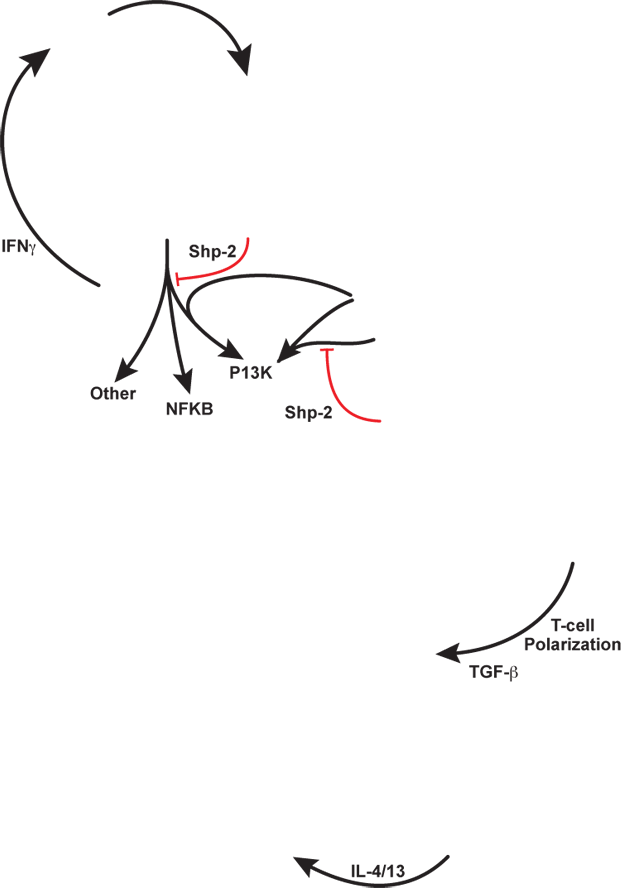 IFNγ
Shp-2
P13K
Other
NFKB
Shp-2
T-cell
Polarization
TGF-β
IL-4/13